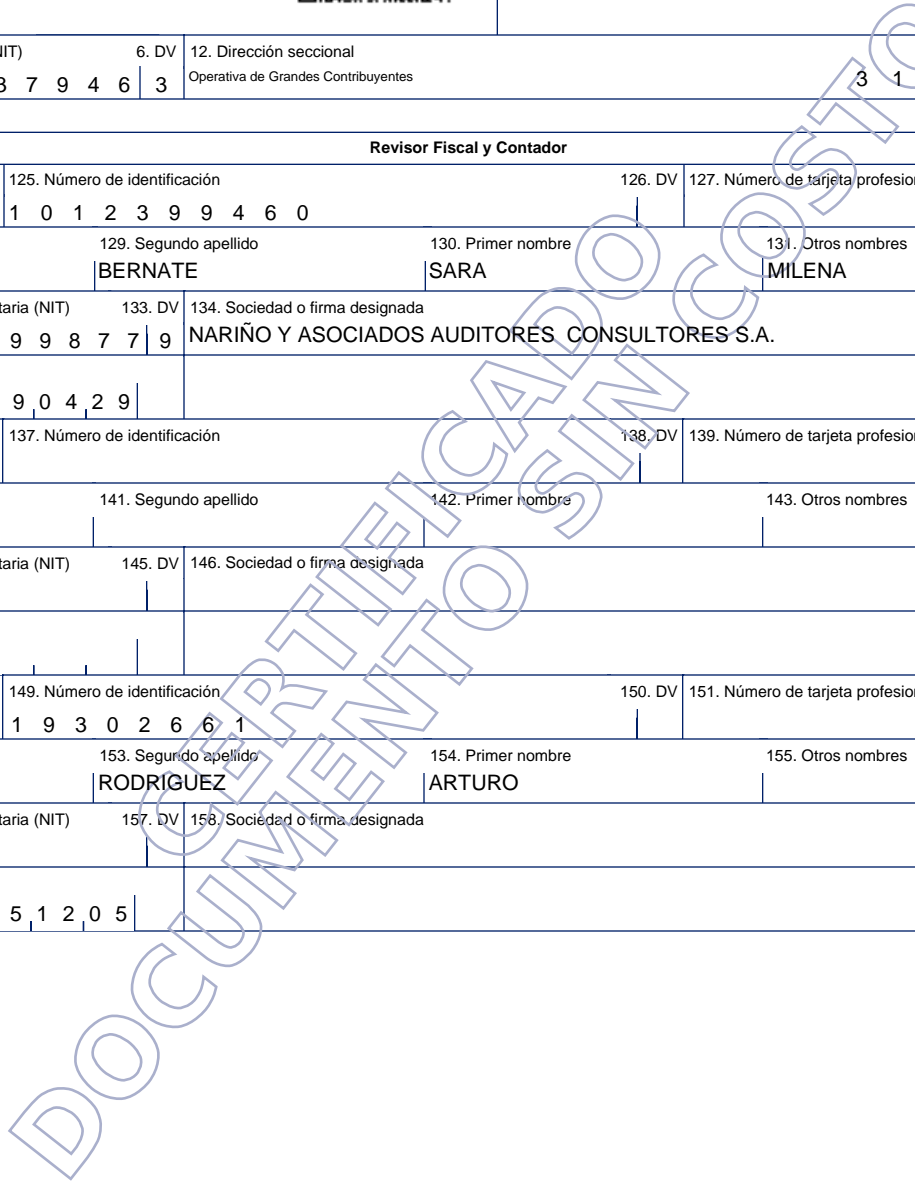 IT) 6. DV 12. Dirección seccional
3 7 9 4 6 3 Operativa de Grandes Contribuyentes 3 1
Revisor Fiscal y Contador
125. Número de identificación 126. DV 127. Número de tarjeta profesion
1 0 1 2 3 9 9 4 6 0
129. Segundo apellido 130. Primer nombre 131. Otros nombres
BERNATE SARA MILENA
taria (NIT) 133. DV 134. Sociedad o firma designada
9 9 8 7 7 9 NARIÑO Y ASOCIADOS AUDITORES CONSULTORES S.A.
9 0 4 2 9
137. Número de identificación 138. DV 139. Número de tarjeta profesion
141. Segundo apellido 142. Primer nombre 143. Otros nombres
taria (NIT) 145. DV 146. Sociedad o firma designada
149. Número de identificación 150. DV 151. Número de tarjeta profesion
1 9 3 0 2 6 6 1
153. Segundo apellido 154. Primer nombre 155. Otros nombres
RODRIGUEZ ARTURO
taria (NIT) 157. DV 158. Sociedad o firma designada
5 1 2 0 5
CERTIFICADO
DOCUMENTO SIN COSTO